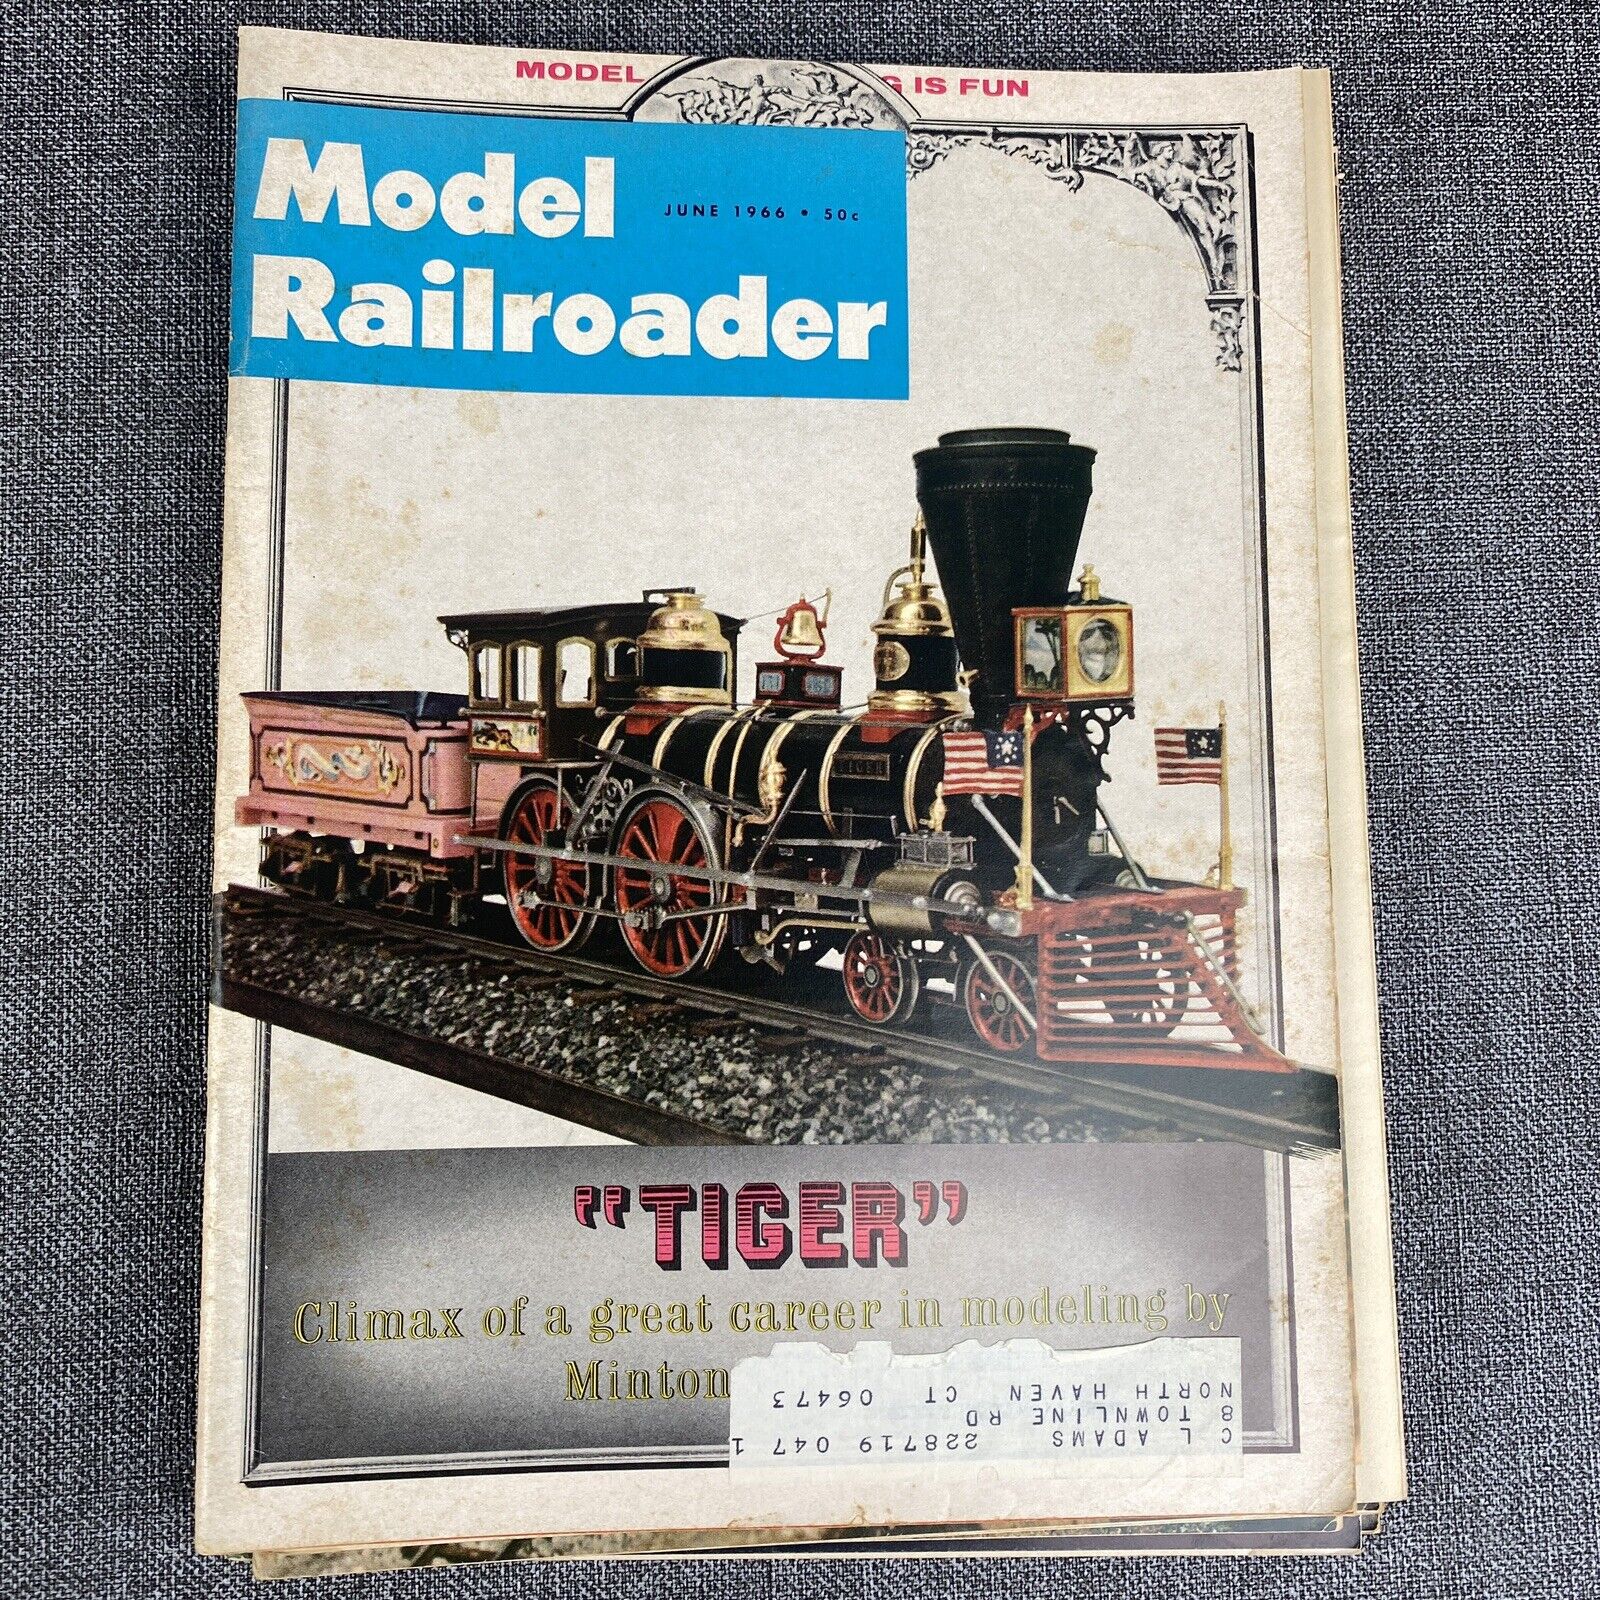 MODEL G IS FUN
Model
JUNE 1966 • 50c
Railroader
TIGER
"TIGER"
Climax of a great career in modeling by
Minton
C L ADAMS 228719 047 1
8 TOWNLINE RD
NORTH HAVEN CT 06473